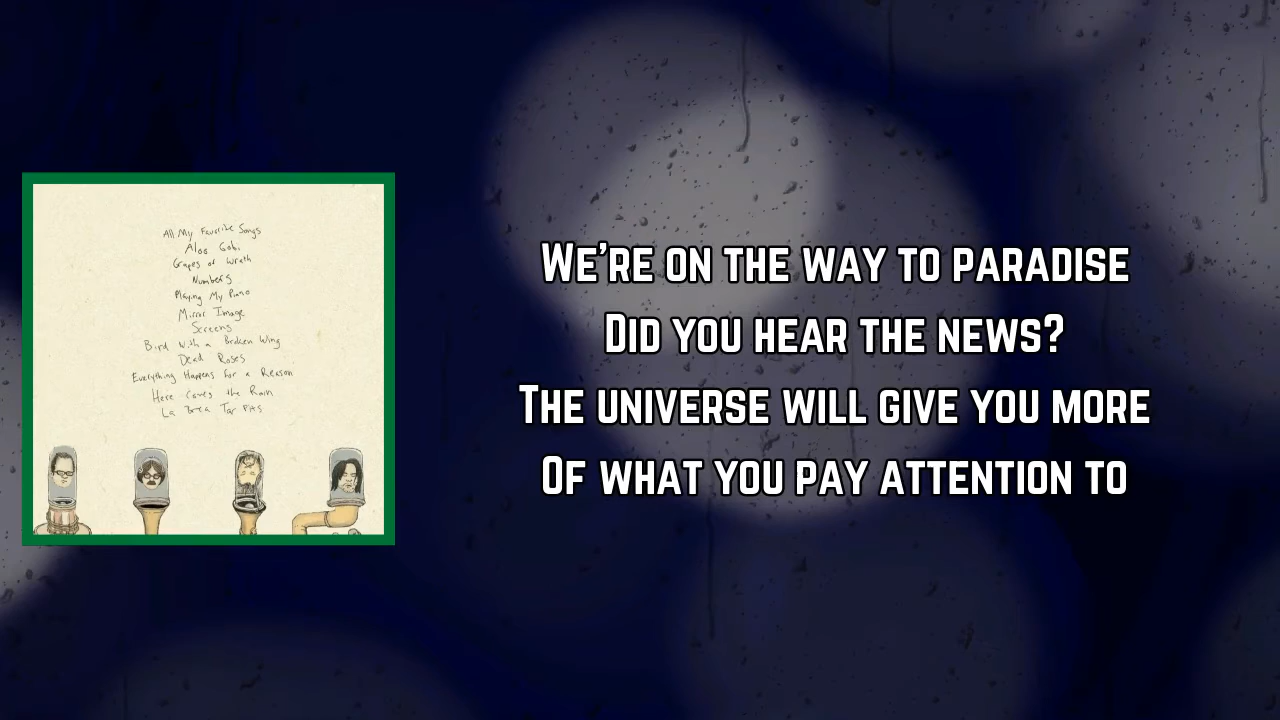 All My Favorite Songs
Aloo Gobi
Grapes of Wrath
Numbers
Playing My Piano
Mirror Image
Screens
Bird with a Broken Wing
Dead Roses
Everything Happens for a Reason
Here Comes the Rain
La Brea Tar Pits
We're on the way to paradise
Did you hear the news?
The universe will give you more
Of what you pay attention to